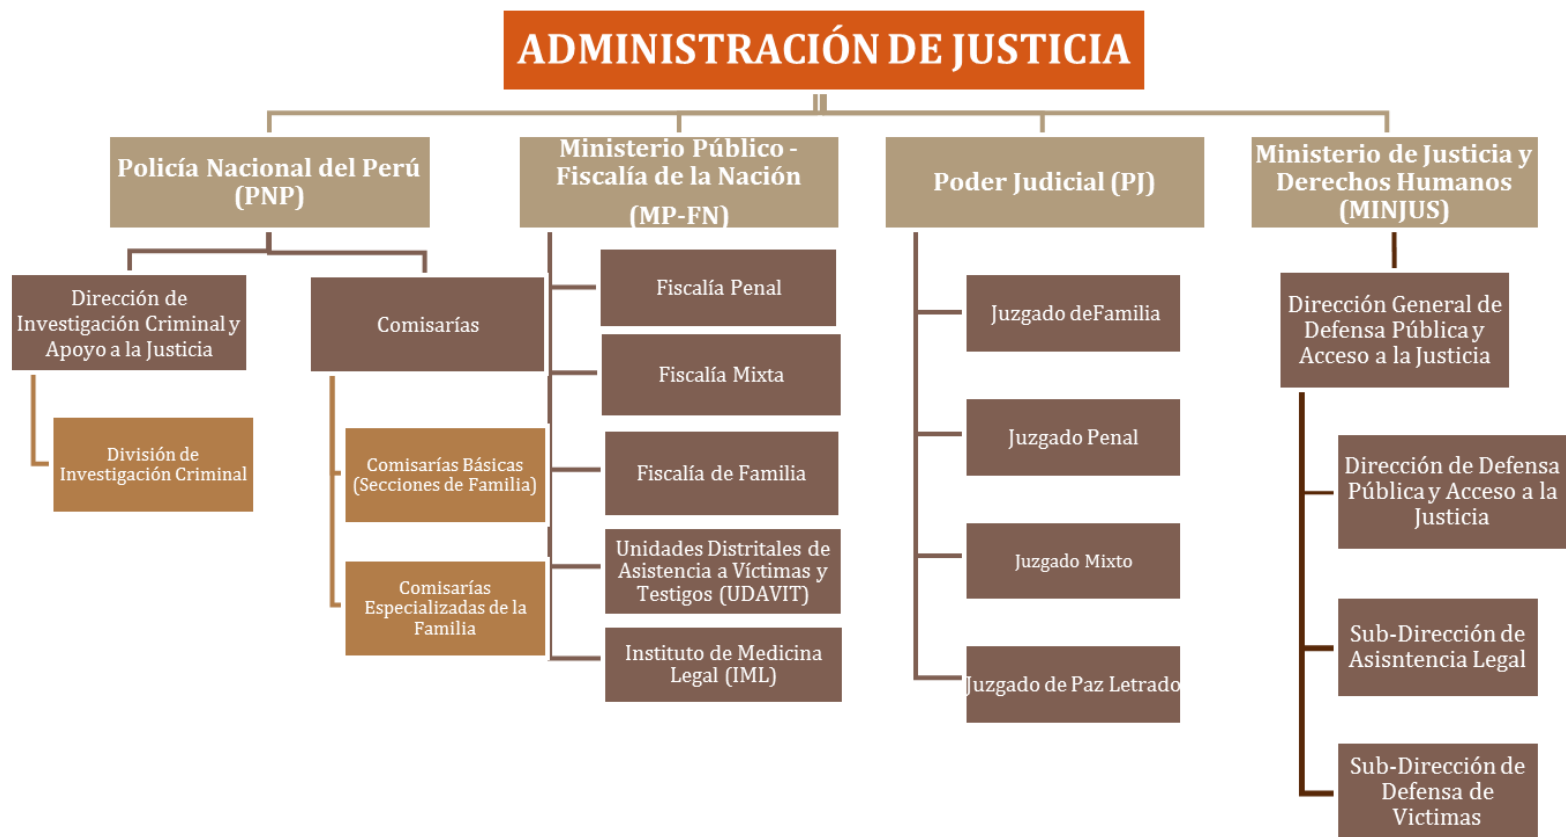 ADMINISTRACIÓN DE JUSTICIA
Policía Nacional del Perú
(PNP)
Dirección de
Investigación Criminal y
Apoyo a la Justicia
División de
Investigación Criminal
Comisarías
Comisarías Básicas
(Secciones de Familia)
Comisarías
Especializadas de la
Familia
Ministerio Público -
Fiscalía de la Nación
(MP-FN)
Fiscalía Penal
Fiscalía Mixta
Fiscalía de Familia
Unidades Distritales de
Asistencia a Víctimas y
Testigos (UDAVIT)
Instituto de Medicina
Legal (IML)
Poder Judicial (PJ)
Juzgado deFamilia
Juzgado Penal
Juzgado Mixto
Juzgado de Paz Letrado
Ministerio de Justicia y
Derechos Humanos
(MINJUS)
Dirección General de
Defensa Pública y
Acceso a la Justicia
Dirección de Defensa
Pública y Acceso a la
Justicia
Sub-Dirección de
Asisntencia Legal
Sub-Dirección de
Defensa de
Victimas